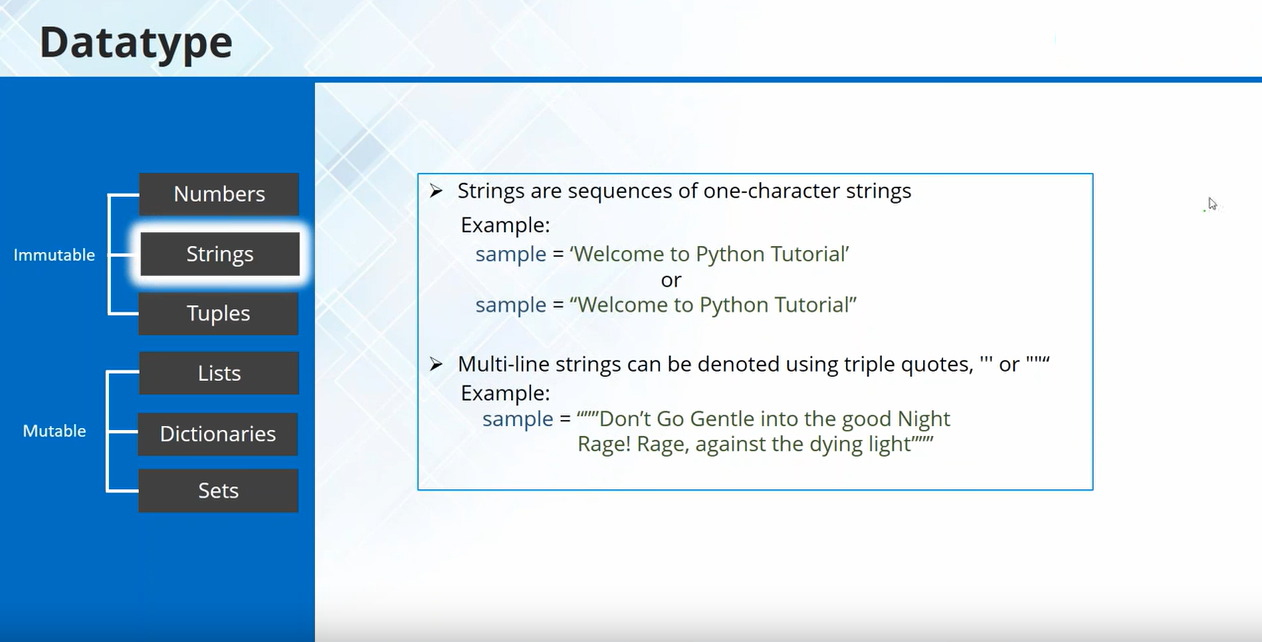 Datatype
Immutable
Numbers
Strings
Tuples
Mutable
Lists
Dictionaries
Sets
➢ Strings are sequences of one-character strings
Example:
sample = ‘Welcome to Python Tutorial’
or
sample = “Welcome to Python Tutorial”
➢ Multi-line strings can be denoted using triple quotes, ''' or ""“
Example:
sample = “””Don’t Go Gentle into the good Night
Rage! Rage, against the dying light”””